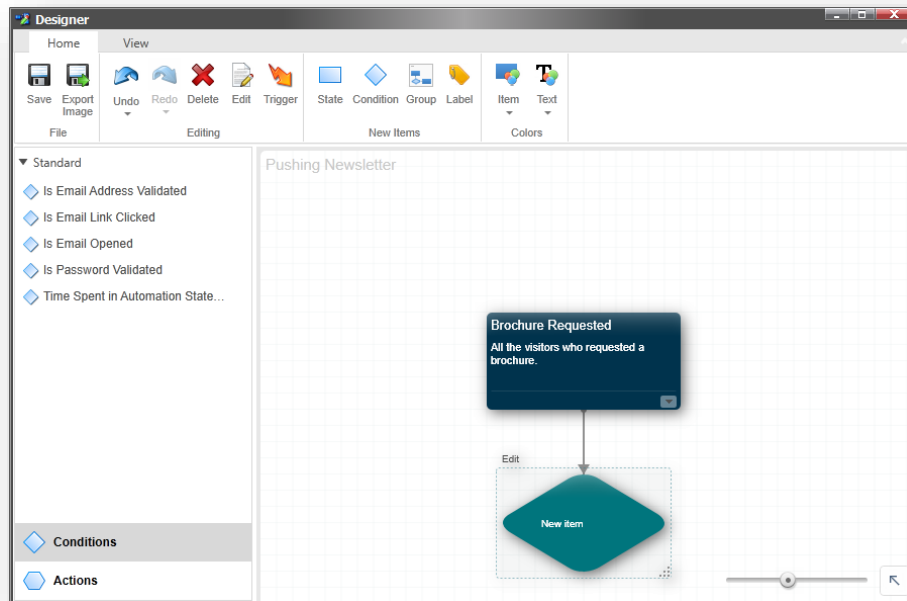 Designer
Home View
Save Export Image Undo Redo Delete Edit Trigger State Condition Group Label Item Text
File Editing New Items Colors
Standard
Is Email Address Validated
Is Email Link Clicked
Is Email Opened
Is Password Validated
Time Spent in Automation State...
Conditions
Actions
Pushing Newsletter
Brochure Requested
All the visitors who requested a
brochure.
Edit
New item